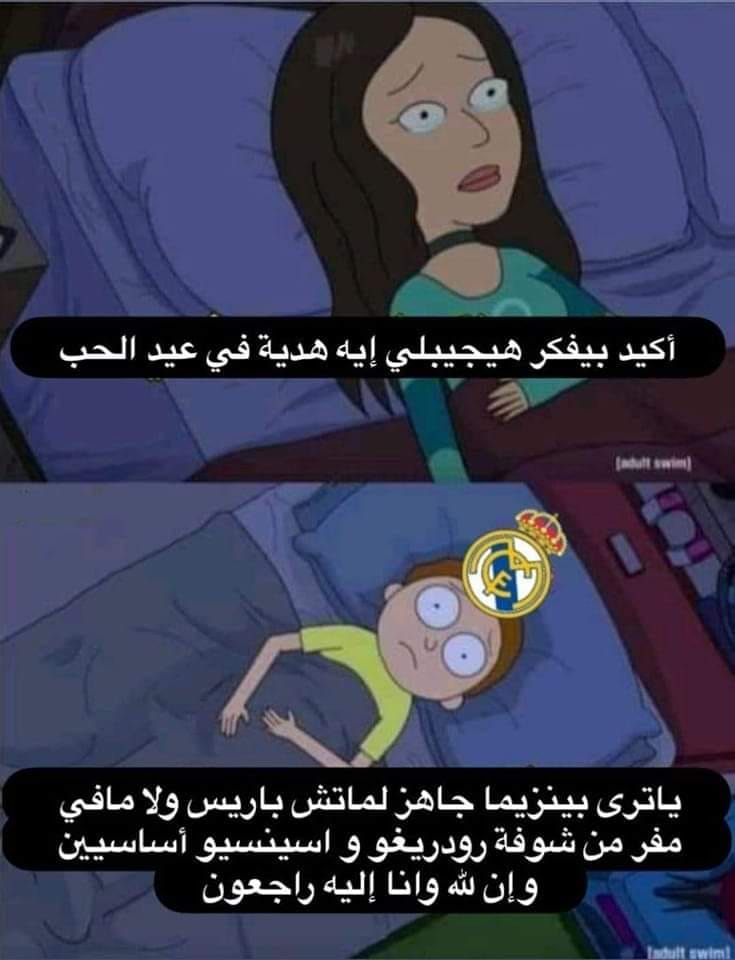 أكيد بيفكر هيجيبلي إيه هدية في عيد الحب
[adult swim]
ياترى بينزيما جاهز لماتش باريس ولا مافي
مفر من شوفة رودريغو و اسينسيو أساسيين
وإن لله وانا إليه راجعون
[adult swim]